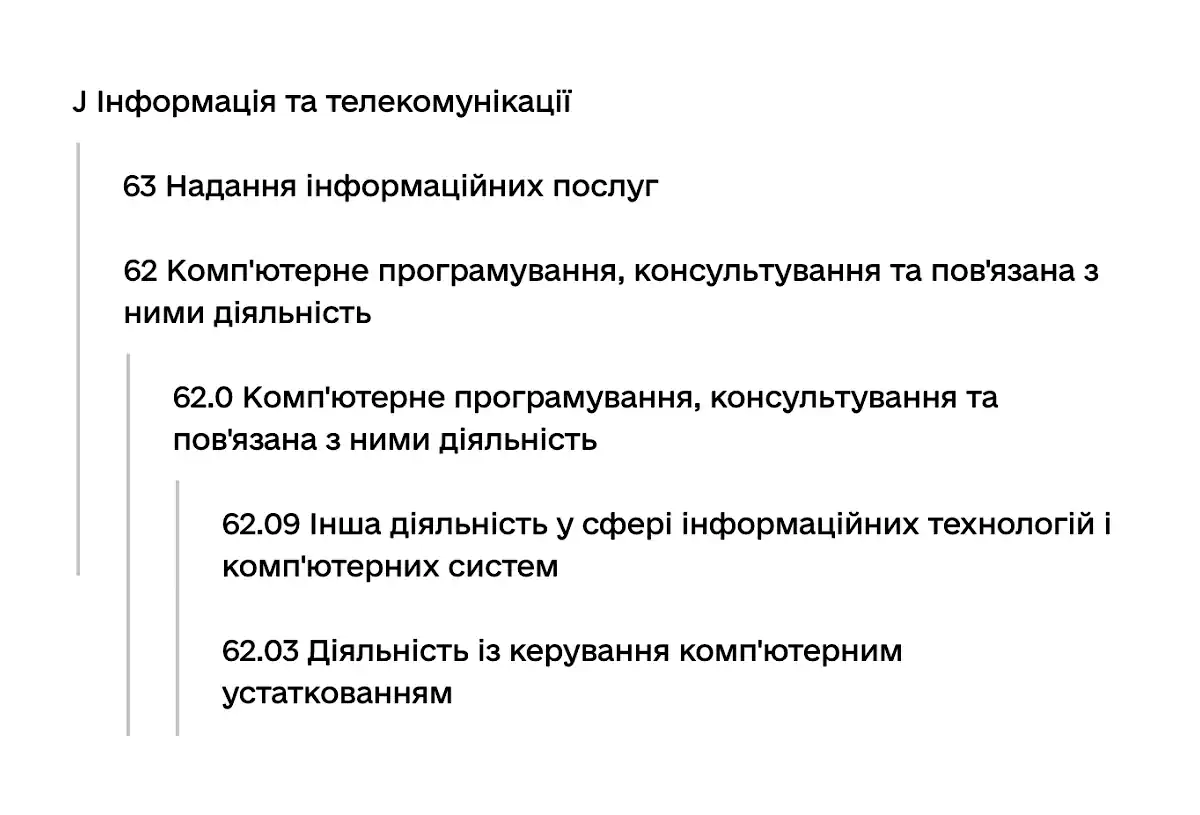 J Інформація та телекомунікації
63 Надання інформаційних послуг
62 Комп'ютерне програмування, консультування та пов'язана з
ними діяльність
62.0 Комп'ютерне програмування, консультування та
пов'язана з ними діяльність
62.09 Інша діяльність у сфері інформаційних технологій і
комп'ютерних систем
62.03 Діяльність із керування комп'ютерним
устаткованням